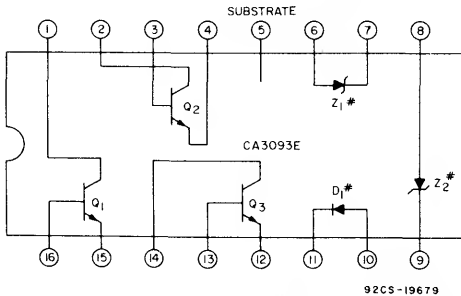 SUBSTRATE
1 2 3 4 5 6 7 8
Q2
Z1#
CA3093E
Z2#
Q1
Q3
D1#
16 15 14 13 12 11 10 9
92CS-19679